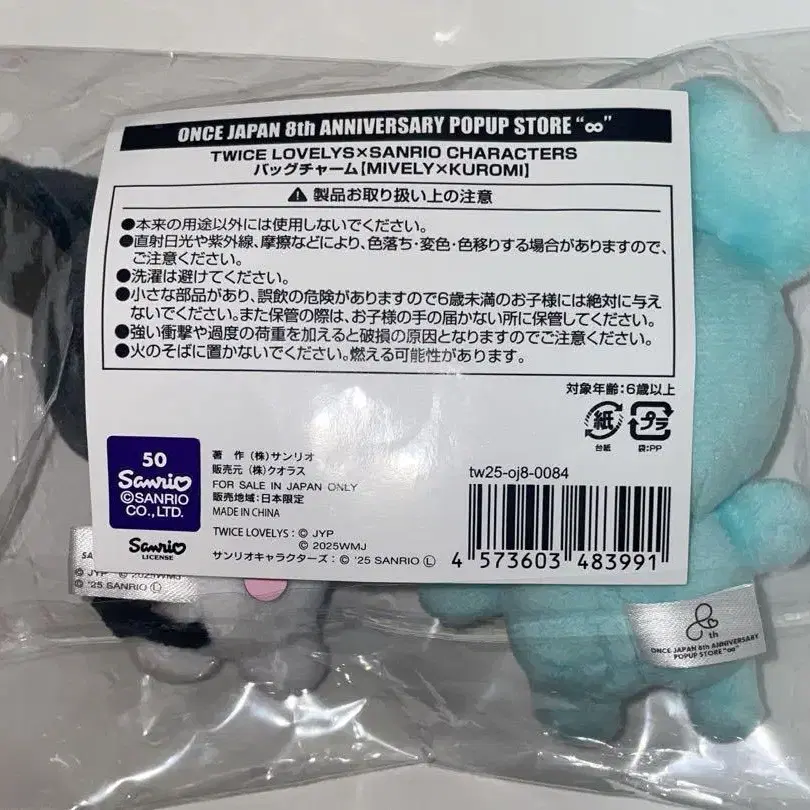 ONCE JAPAN 8th ANNIVERSARY POPUP STORE “∞”
TWICE LOVELYS×SANRIO CHARACTERS
バッグチャーム【MIVELY×KUROMI】
⚠ 製品お取り扱い上の注意
●本来の用途以外には使用しないでください。
●直射日光や紫外線、摩擦などにより、色落ち・変色・色移りする場合がありますので、
ご注意ください。
●洗濯は避けてください。
●小さな部品があり、誤飲の危険がありますので6歳未満のお子様には絶対に与え
ないでください。また保管の際は、お子様の手の届かない所に保管してください。
●強い衝撃や過度の荷重を加えると破損の原因となりますのでご注意ください。
●火のそばに置かないでください。燃える可能性があります。
対象年齢:6歳以上
紙
プラ
台紙
袋:PP
50
Sanrio
©SANRIO
CO.,LTD.
Sanrio
LICENSE
著 作 (株)サンリオ
販売元 (株)クオラス
FOR SALE IN JAPAN ONLY
販売地域:日本限定
MADE IN CHINA
TWICE LOVELYS : © JYP
© 2025WMJ
サンリオキャラクターズ : © '25 SANRIO Ⓛ
tw25-oj8-0084
4 573603 483991
SA
© JYP © 2025WMJ
© '25 SANRIO Ⓛ
8th
ONCE JAPAN 8th ANNIVERSARY
POPUP STORE “∞”